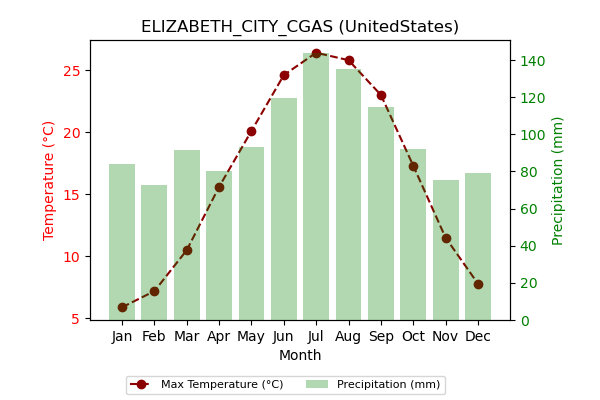 ELIZABETH_CITY_CGAS (UnitedStates)
25
20
15
10
5
Temperature (°C)
140
120
100
80
60
40
20
0
Precipitation (mm)
Jan Feb Mar Apr May Jun Jul Aug Sep Oct Nov Dec
Month
Max Temperature (°C) Precipitation (mm)